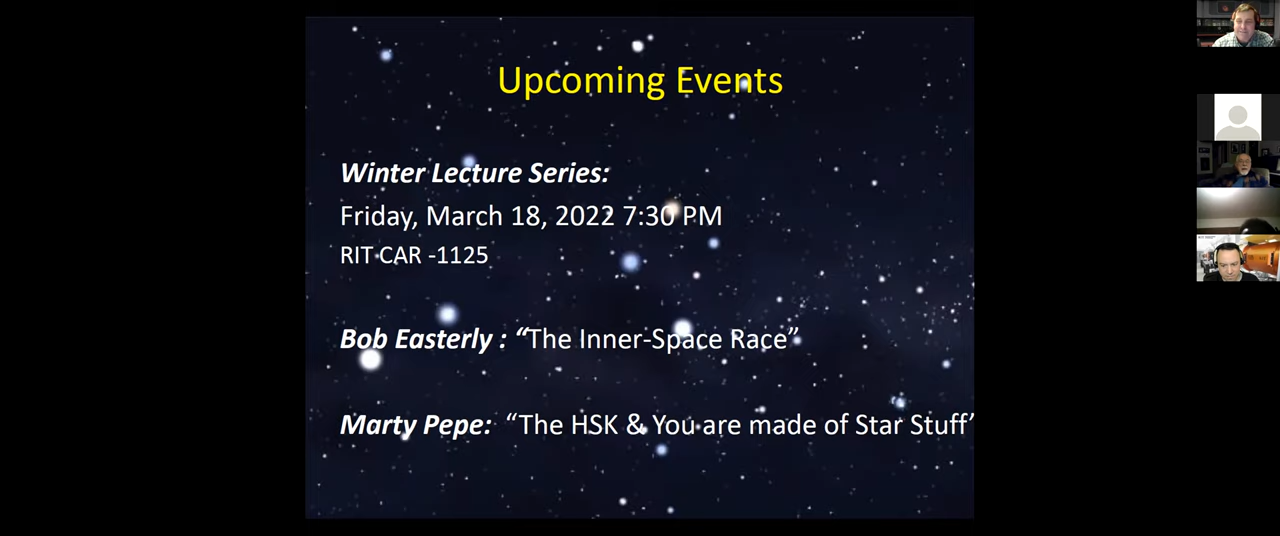 Upcoming Events
Winter Lecture Series:
Friday, March 18, 2022 7:30 PM
RIT CAR -1125
Bob Easterly : “The Inner-Space Race”
Marty Pepe: “The HSK & You are made of Star Stuff”